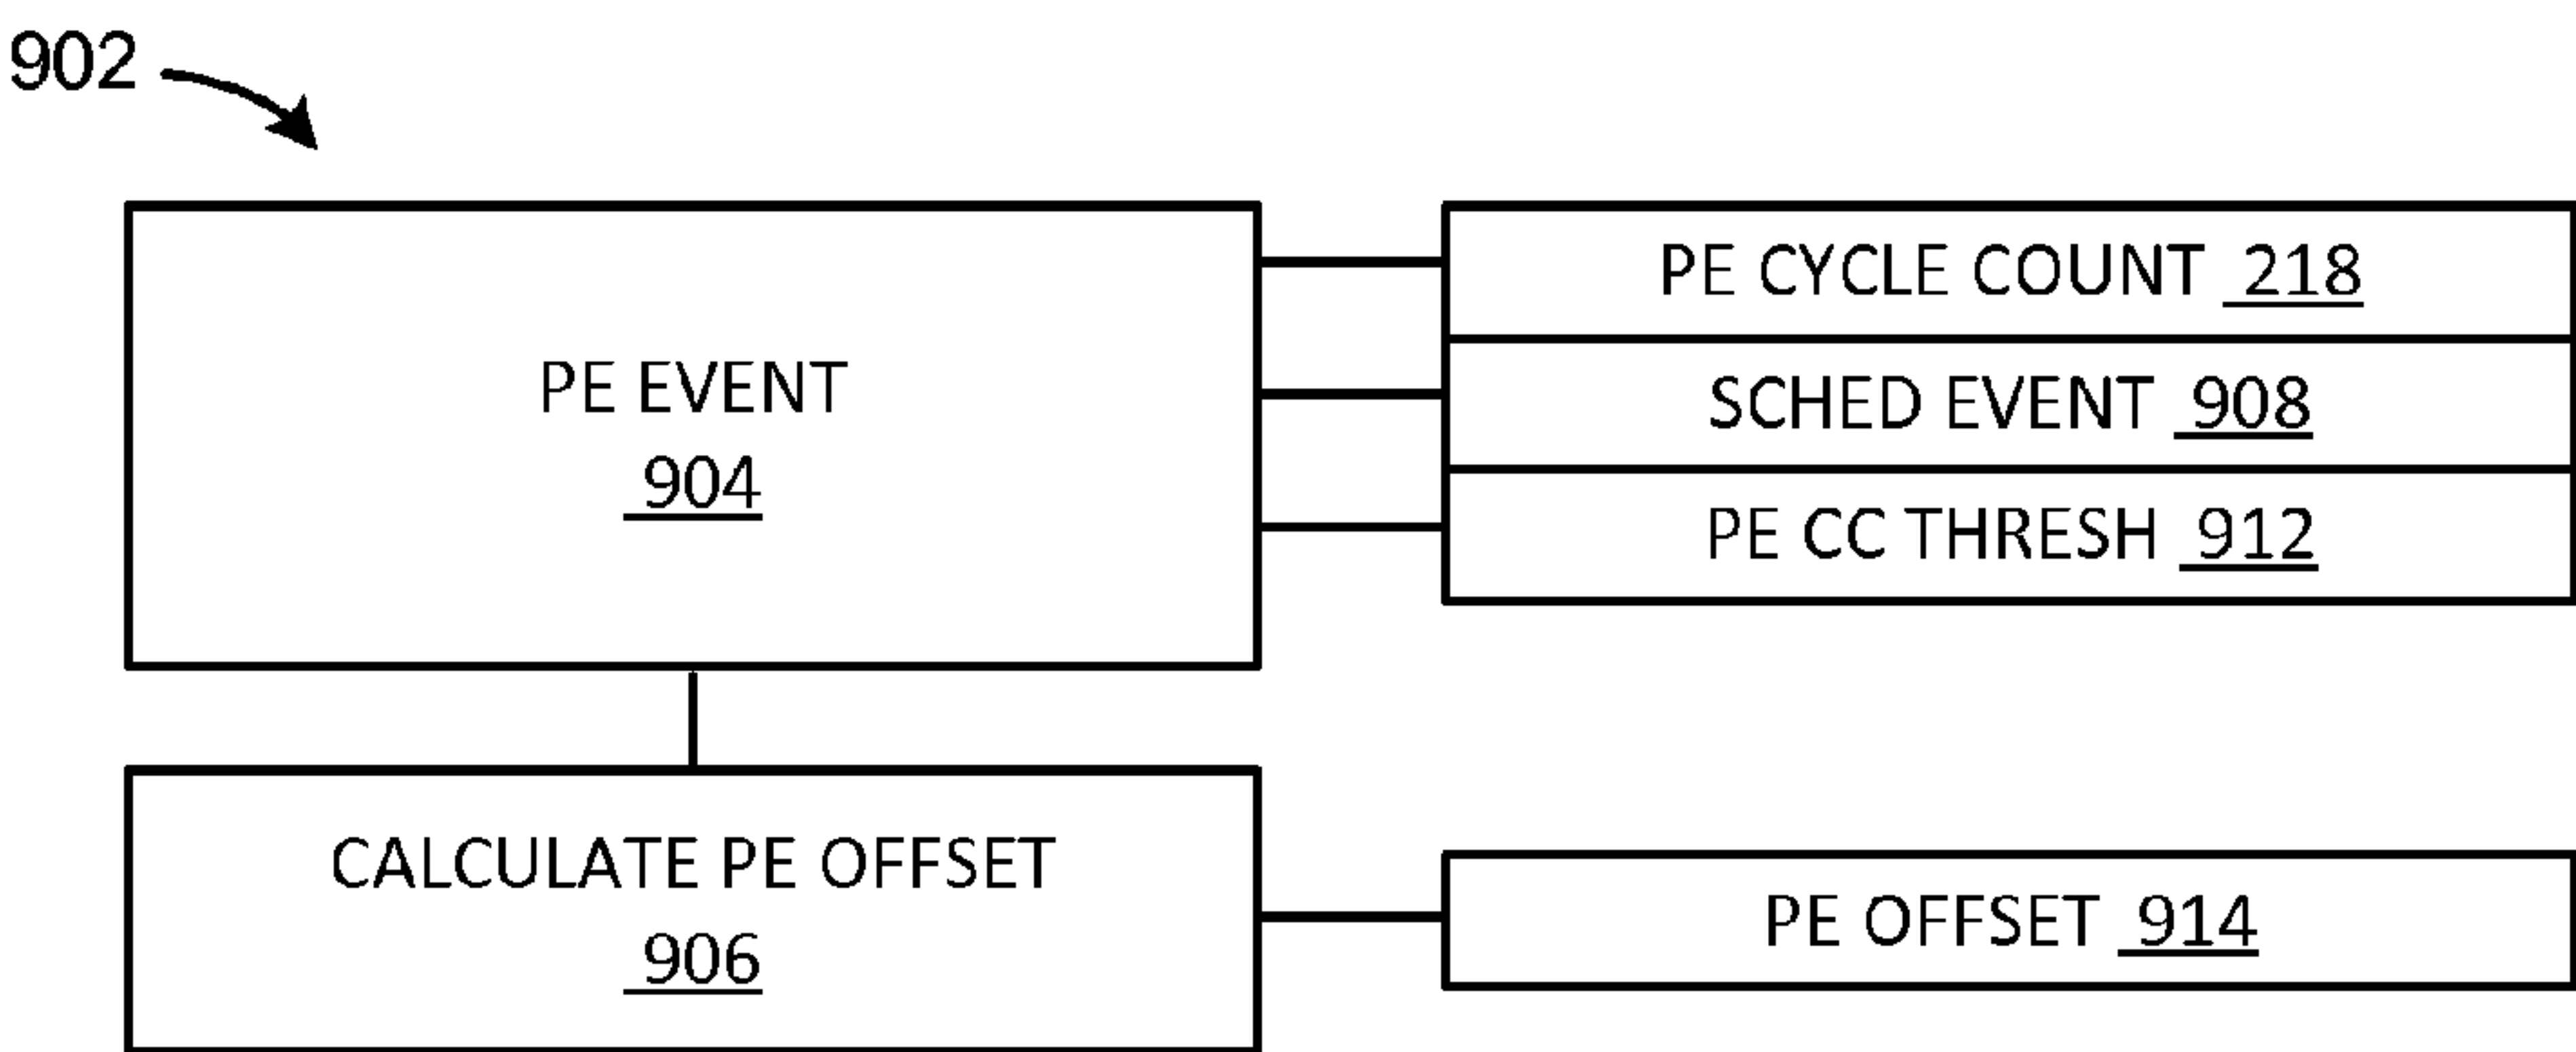 902
PE EVENT
904
PE CYCLE COUNT 218
SCHED EVENT 908
PE CC THRESH 912
CALCULATE PE OFFSET
906
PE OFFSET 914